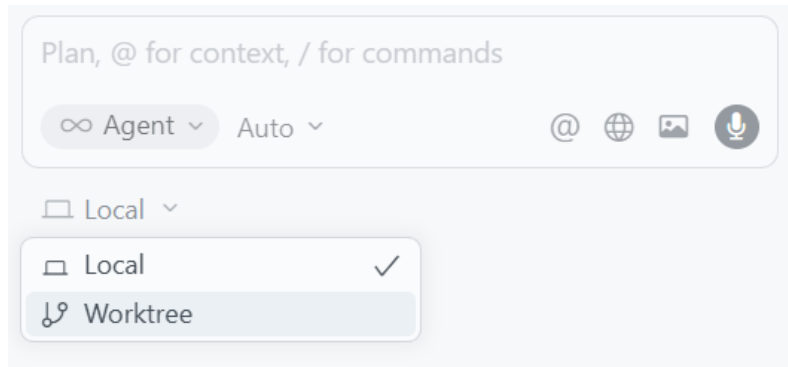 Plan, @ for context, / for commands
Agent Auto @
Local
Local
Worktree